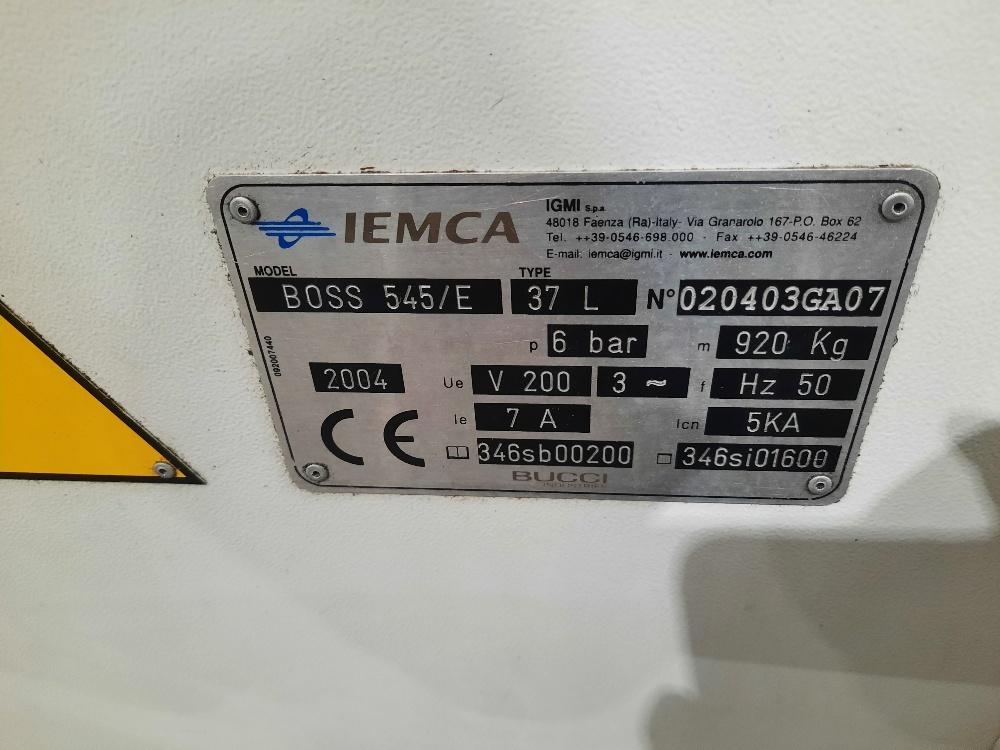 IEMCA
IGMI S.p.A.
48018 Faenza (Ra)-Italy- Via Granarolo 167-P.O. Box 62
Tel. ++39-0546-698.000 - Fax ++39-0546-46224
E-mail: iemca@igmi.it - www.iemca.com
MODEL TYPE
BOSS 545/E 37 L N° 020403GA07
p 6 bar m 920 Kg
092007440
2004 Ue V 200 3 ≈ f Hz 50
CE Ie 7 A Icn 5KA
346sb00200 346si01600
BUCCI
INDUSTRIES